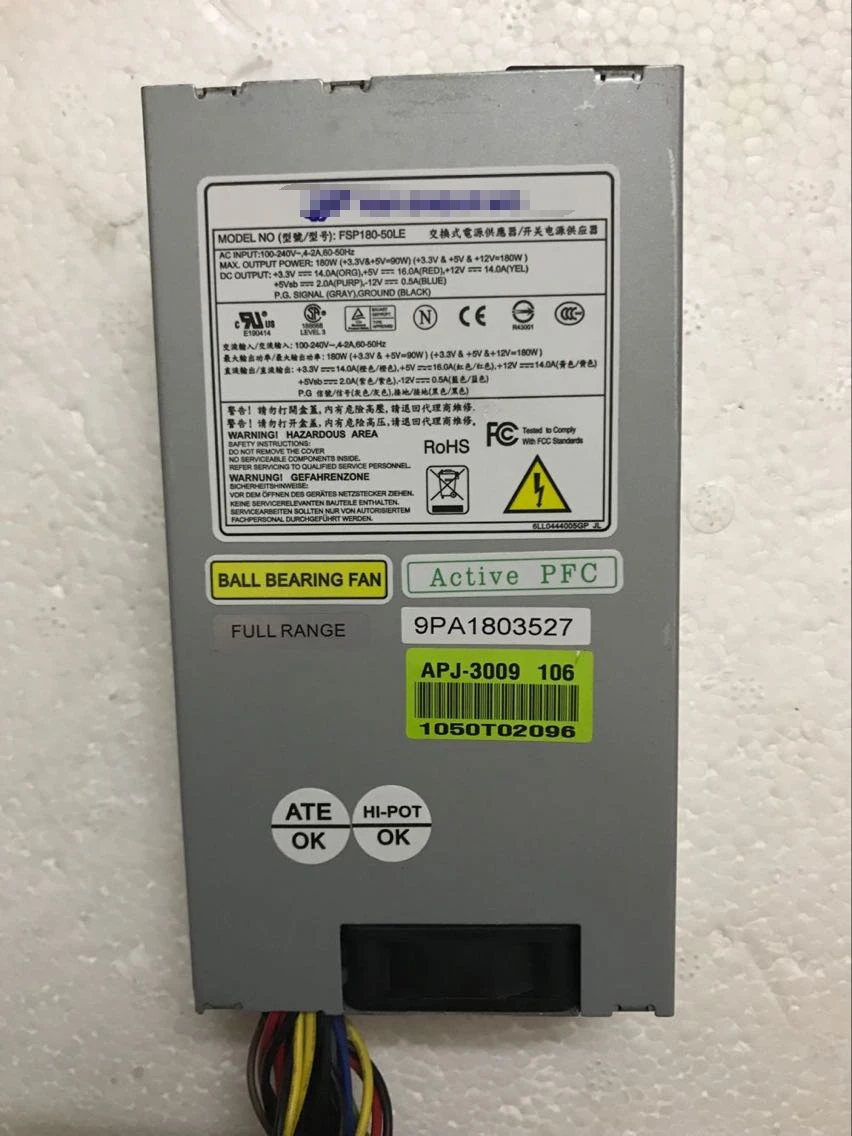 MODEL NO (型號/型号): FSP180-50LE 交換式電源供應器/开关电源供应器
AC INPUT:100-240V~,4-2A,60-50Hz
MAX. OUTPUT POWER: 180W (+3.3V&+5V=90W) (+3.3V & +5V & +12V=180W )
DC OUTPUT: +3.3V ⎓ 14.0A(ORG),+5V ⎓ 16.0A(RED),+12V ⎓ 14.0A(YEL)
+5Vsb ⎓ 2.0A(PURP),-12V ⎓ 0.5A(BLUE)
P.G. SIGNAL (GRAY),GROUND (BLACK)
c RU US
E190414
SP
LEVEL 3
N
CE
R43001
CCC
交流輸入/交流输入: 100-240V~,4-2A,60-50Hz
最大輸出功率/最大输出功率: 180W (+3.3V & +5V =90W ) (+3.3V & +5V &+12V=180W )
直流輸出/直流输出: +3.3V ⎓14.0A(橙色/橙色),+5V ⎓16.0A(紅色/红色),+12V ⎓14.0A(黃色/黄色)
+5Vsb ⎓ 2.0A(紫色/紫色),-12V⎓ 0.5A(藍色/蓝色)
P.G 信號/信号(灰色/灰色),接地/接地(黑色/黑色)
警告! 請勿打開盒蓋,內有危險高壓,請退回代理商維修.
警告! 请勿打开盒盖,内有危险高压,请退回代理商维修.
WARNING! HAZARDOUS AREA
SAFETY INSTRUCTIONS:
DO NOT REMOVE THE COVER
NO SERVICEABLE COMPONENTS INSIDE.
REFER SERVICING TO QUALIFIED SERVICE PERSONNEL.
WARNUNG! GEFAHRENZONE
SICHERHEITSHINWEISE:
VOR DEM ÖFFNEN DES GERÄTES NETZSTECKER ZIEHEN.
KEINE SERVICERELEVANTEN BAUTEILE ENTHALTEN.
SERVICEARBEITEN SOLLTEN NUR VON AUTORISIERTEM
FACHPERSONAL DURCHGEFÜHRT WERDEN.
RoHS
FC Tested to Comply
With FCC Standards
6LL0444005GP JL
BALL BEARING FAN
Active PFC
FULL RANGE
9PA1803527
APJ-3009 106
1050T02096
ATE
OK
HI-POT
OK